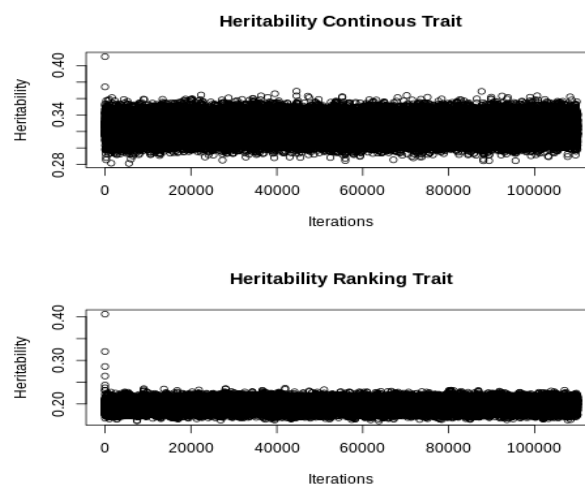 Heritability Continous Trait
Heritability
0.40
0.34
0.28
0 20000 40000 60000 80000 100000
Iterations
Heritability Ranking Trait
Heritability
0.40
0.30
0.20
0 20000 40000 60000 80000 100000
Iterations